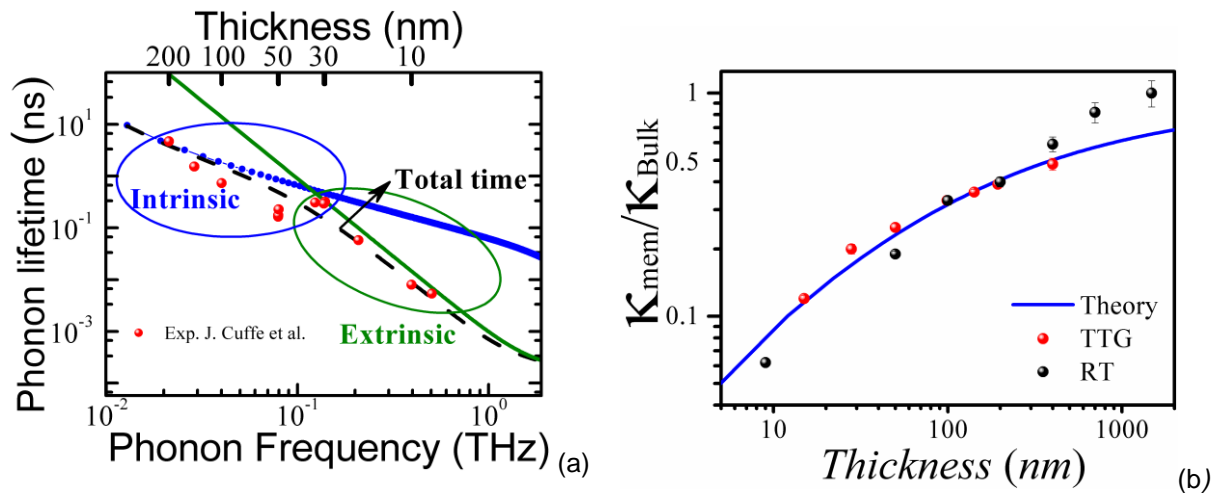 Thickness (nm)
200 100 50 30 10
Phonon lifetime (ns)
10^1
10^-1
10^-3
Total time
Intrinsic
Exp. J. Cuffe et al.
Extrinsic
10^-2 10^-1 10^0
Phonon Frequency (THz)
(a)
κmem/κBulk
1
0.5
0.1
Theory
TTG
RT
10 100 1000
Thickness (nm)
(b)